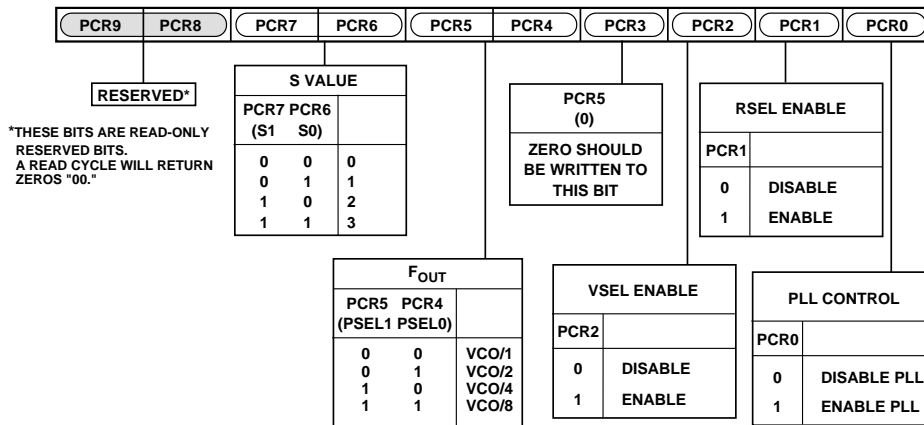 PCR9 PCR8 PCR7 PCR6 PCR5 PCR4 PCR3 PCR2 PCR1 PCR0
RESERVED*
*THESE BITS ARE READ-ONLY
RESERVED BITS.
A READ CYCLE WILL RETURN
ZEROS "00."
S VALUE
PCR7 PCR6
(S1 S0)
0 0 0
0 1 1
1 0 2
1 1 3
PCR5
(0)
ZERO SHOULD
BE WRITTEN TO
THIS BIT
RSEL ENABLE
PCR1
0 DISABLE
1 ENABLE
FOUT
PCR5 PCR4
(PSEL1 PSEL0)
0 0 VCO/1
0 1 VCO/2
1 0 VCO/4
1 1 VCO/8
VSEL ENABLE
PCR2
0 DISABLE
1 ENABLE
PLL CONTROL
PCR0
0 DISABLE PLL
1 ENABLE PLL